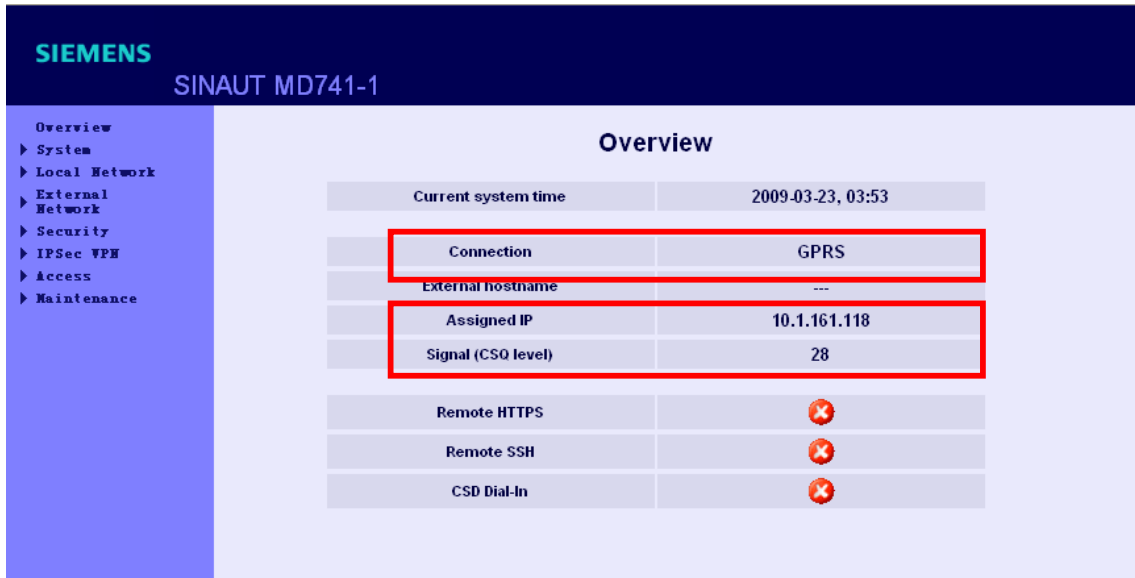 SIEMENS
SINAUT MD741-1
Overview
System
Local Network
External
Network
Security
IPSec VPN
Access
Maintenance
Overview
Current system time 2009-03-23, 03:53
Connection GPRS
External hostname ---
Assigned IP 10.1.161.118
Signal (CSQ level) 28
Remote HTTPS
Remote SSH
CSD Dial-In